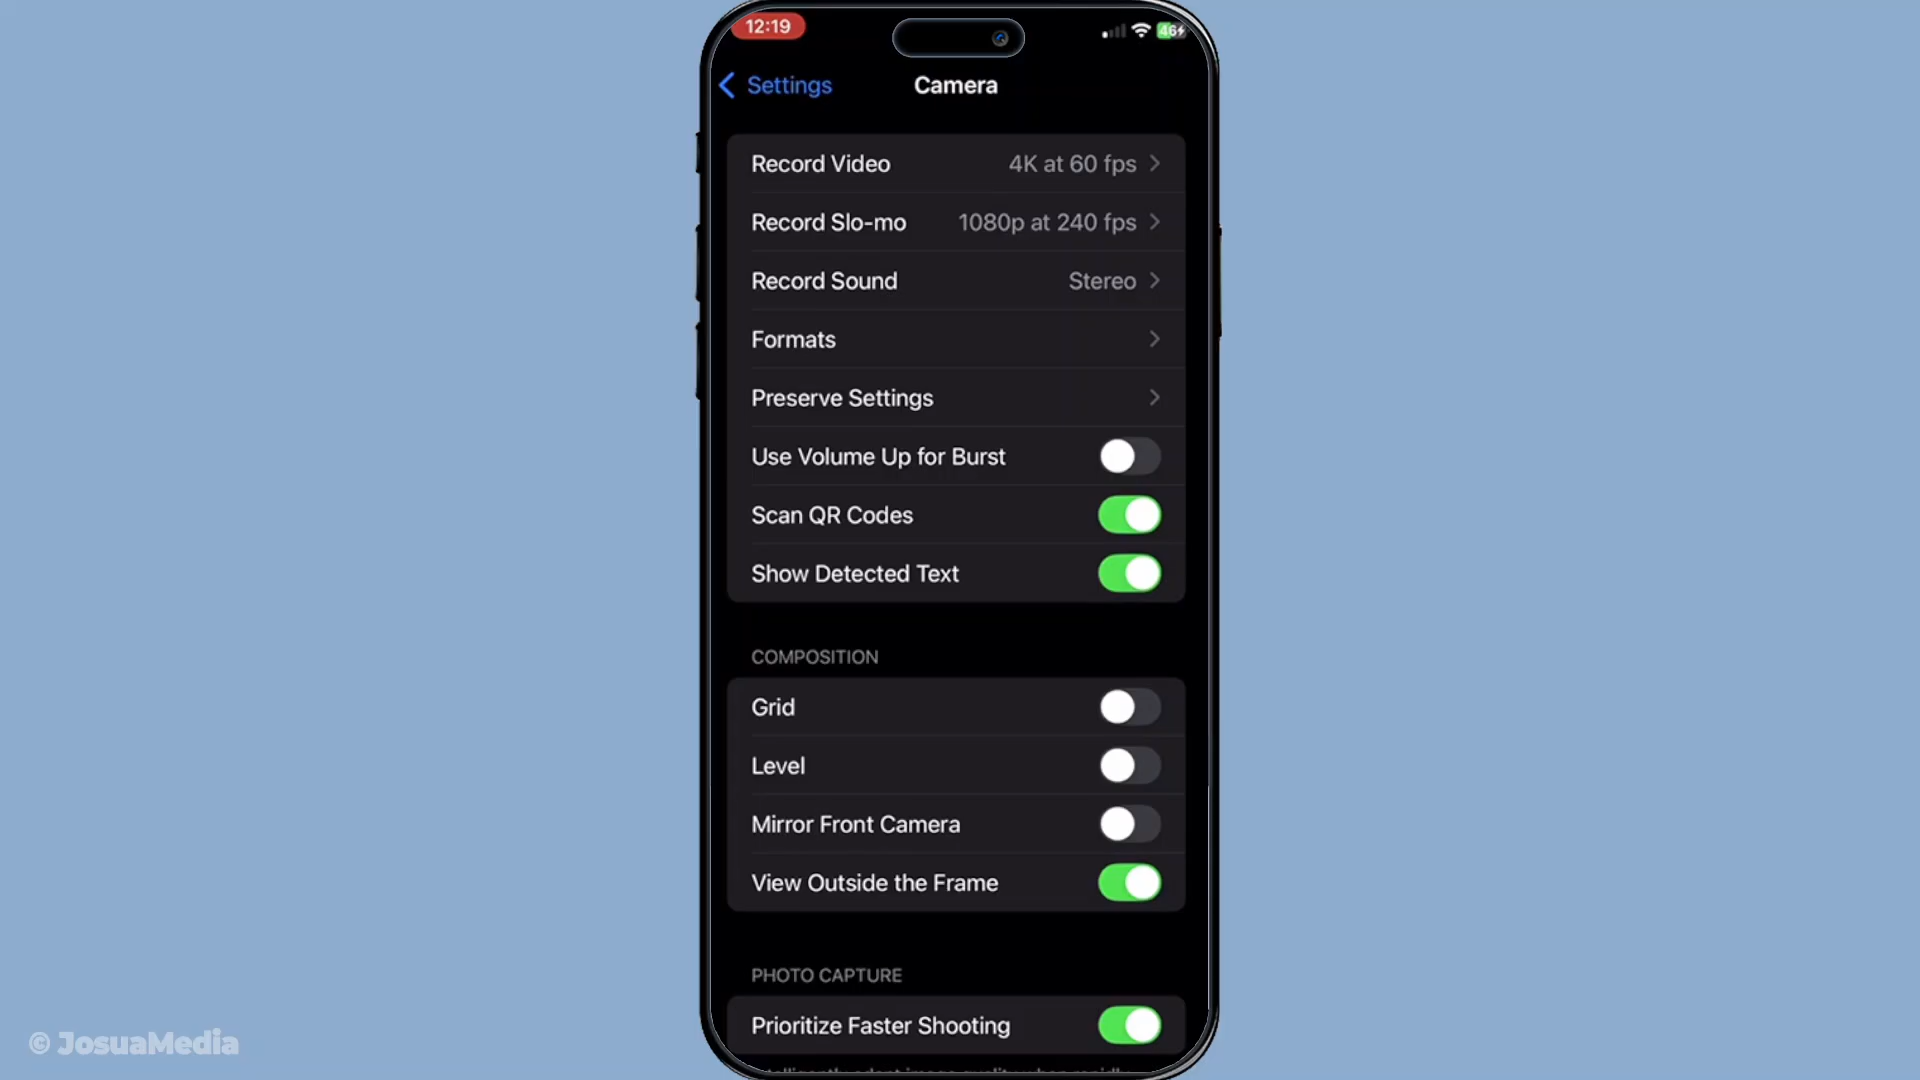 12:19
46
Settings
Camera
Record Video 4K at 60 fps
Record Slo-mo 1080p at 240 fps
Record Sound Stereo
Formats
Preserve Settings
Use Volume Up for Burst
Scan QR Codes
Show Detected Text
COMPOSITION
Grid
Level
Mirror Front Camera
View Outside the Frame
PHOTO CAPTURE
Prioritize Faster Shooting
© JosuaMedia